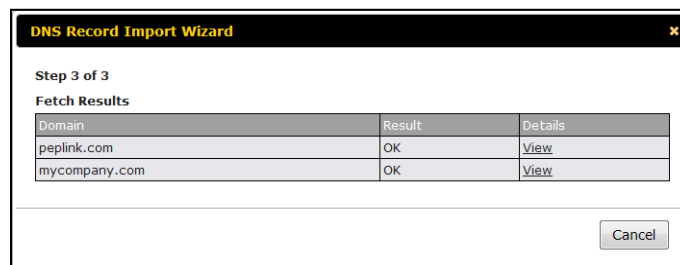 DNS Record Import Wizard ×
Step 3 of 3
Fetch Results
Domain Result Details
peplink.com OK View
mycompany.com OK View
Cancel